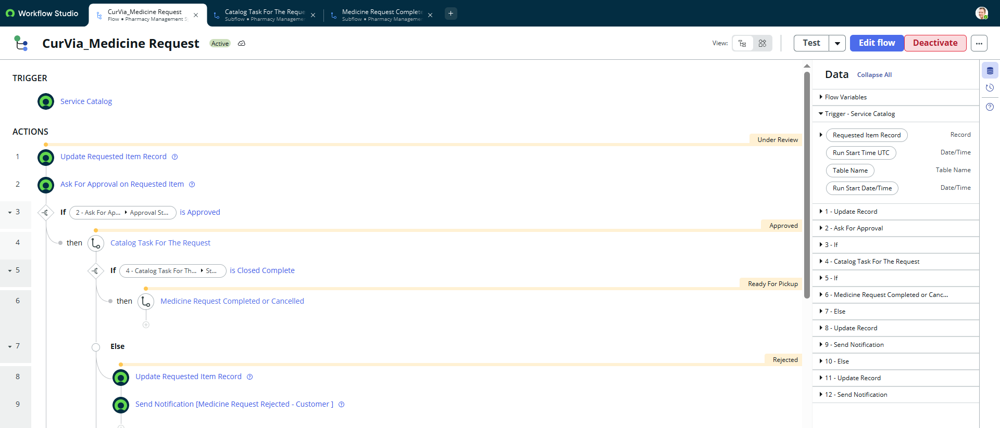 Workflow Studio
CurVia_Medicine Request
Flow • Pharmacy Management S
Catalog Task For The Reque
Subflow • Pharmacy Manageme
Medicine Request Complete
Subflow • Pharmacy Manageme
CurVia_Medicine Request
Active
View:
Test
Edit flow
Deactivate
TRIGGER
Service Catalog
ACTIONS
Under Review
1
Update Requested Item Record
2
Ask For Approval on Requested Item
3
If
2 - Ask For Ap... Approval St...
is Approved
Approved
4
then
Catalog Task For The Request
5
If
4 - Catalog Task For Th... St...
is Closed Complete
Ready For Pickup
6
then
Medicine Request Completed or Cancelled
7
Else
Rejected
8
Update Requested Item Record
9
Send Notification [Medicine Request Rejected - Customer ]
Data
Collapse All
Flow Variables
Trigger - Service Catalog
Requested Item Record
Record
Run Start Time UTC
Date/Time
Table Name
Table Name
Run Start Date/Time
Date/Time
1 - Update Record
2 - Ask For Approval
3 - If
4 - Catalog Task For The Request
5 - If
6 - Medicine Request Completed or Canc...
7 - Else
8 - Update Record
9 - Send Notification
10 - Else
11 - Update Record
12 - Send Notification